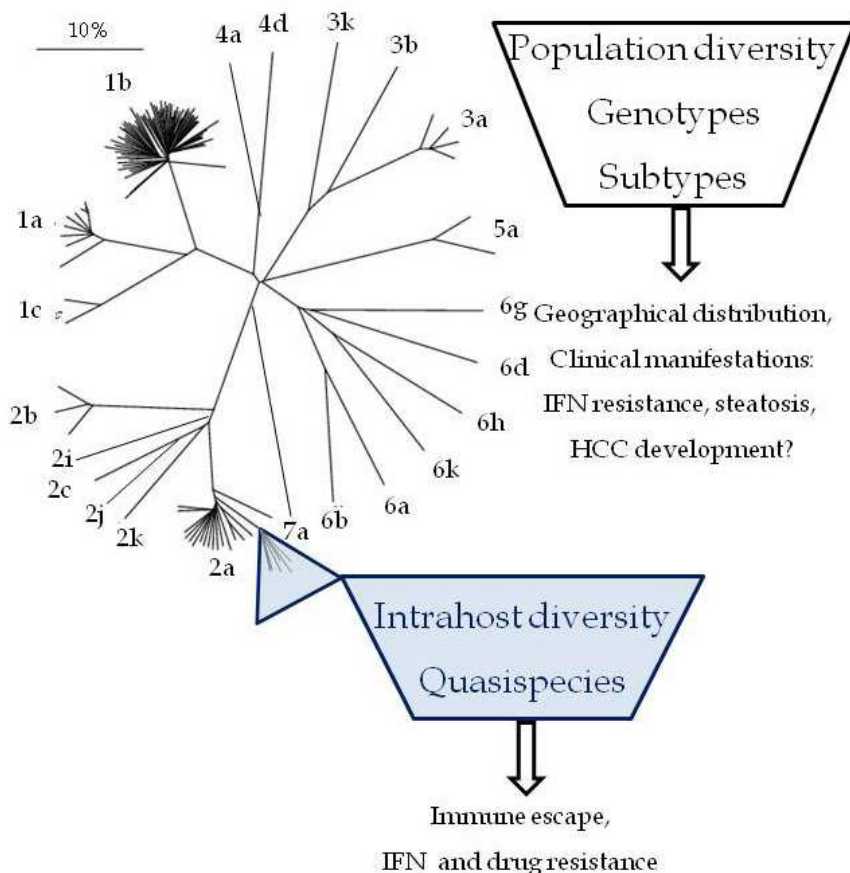 10%
4a
4d
3k
3b
1b
3a
1a
5a
1c
6g
6d
2b
6h
2i
6k
2c
6a
2j
6b
2k
7a
2a
Population diversity
Genotypes
Subtypes
Geographical distribution,
Clinical manifestations:
IFN resistance, steatosis,
HCC development?
Intrahost diversity
Quasispecies
Immune escape,
IFN and drug resistance